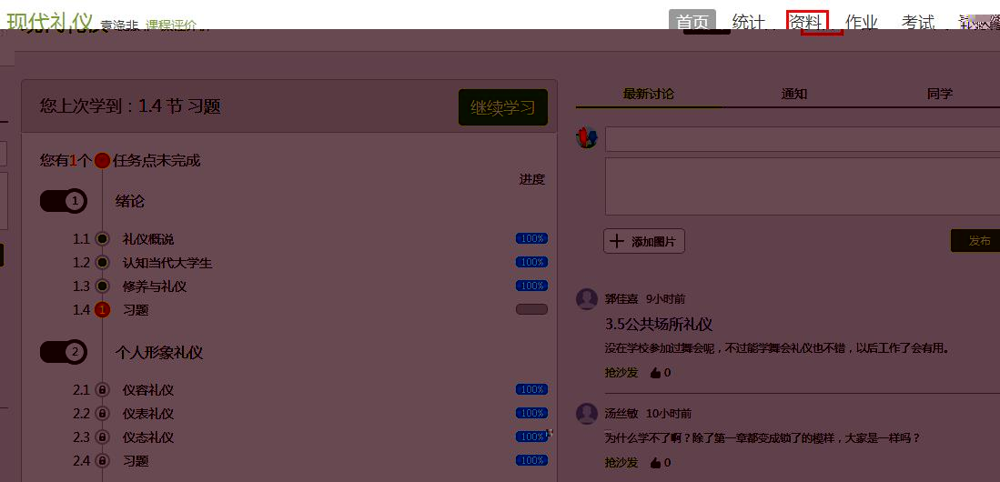 现代礼仪 袁涤非 课程评价
首页 统计 资料 作业 考试
您上次学到：1.4 节 习题
继续学习
您有1个 任务点未完成
进度
1 绪论
1.1 礼仪概说 100%
1.2 认知当代大学生 100%
1.3 修养与礼仪 100%
1.4 1 习题
2 个人形象礼仪
2.1 仪容礼仪 100%
2.2 仪表礼仪 100%
2.3 仪态礼仪 100%
2.4 习题 100%
最新讨论 通知 同学
添加图片
发布
郭佳嘉 9小时前
3.5公共场所礼仪
没在学校参加过舞会呢，不过能学舞会礼仪也不错，以后工作了会有用。
抢沙发 0
汤丝敏 10小时前
为什么学不了啊？除了第一章都变成锁了的模样，大家是一样吗？
抢沙发 0